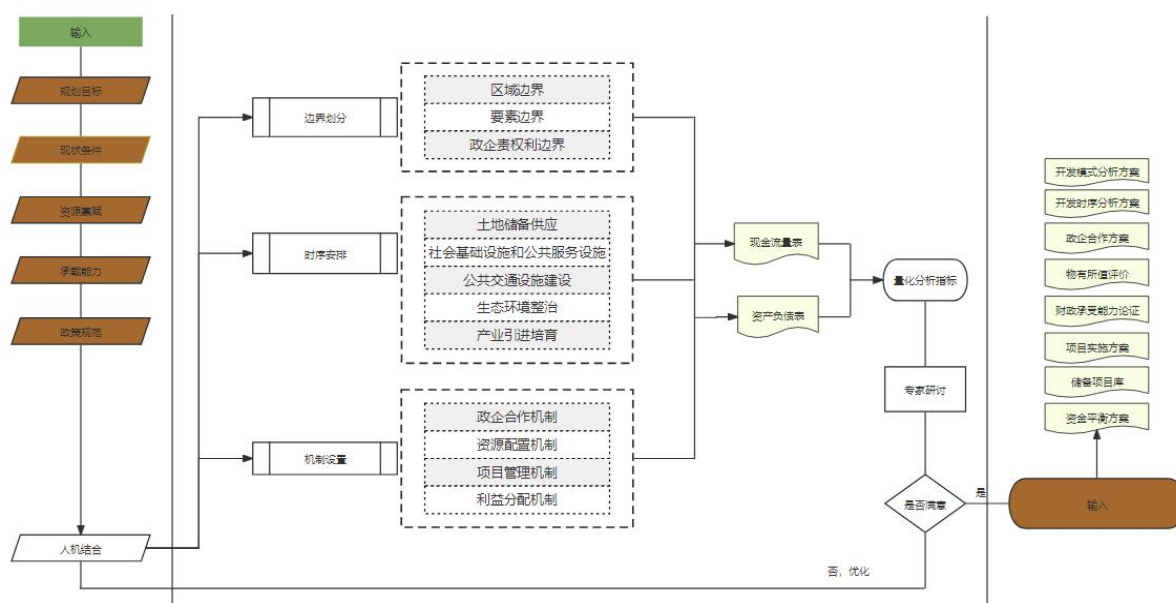 输入
规划目标
现状条件
资源禀赋
承载能力
政策规范
人机结合
边界划分
区域边界
要素边界
政企责权利边界
时序安排
土地储备供应
社会基础设施和公共服务设施
公共交通设施建设
生态环境整治
产业引进培育
机制设置
政企合作机制
资源配置机制
项目管理机制
利益分配机制
现金流量表
资产负债表
量化分析指标
专家研讨
是否满意
是
否，优化
开发模式分析方案
开发时序分析方案
政企合作方案
物有所值评价
财政承受能力论证
项目实施方案
储备项目库
资金平衡方案
输入